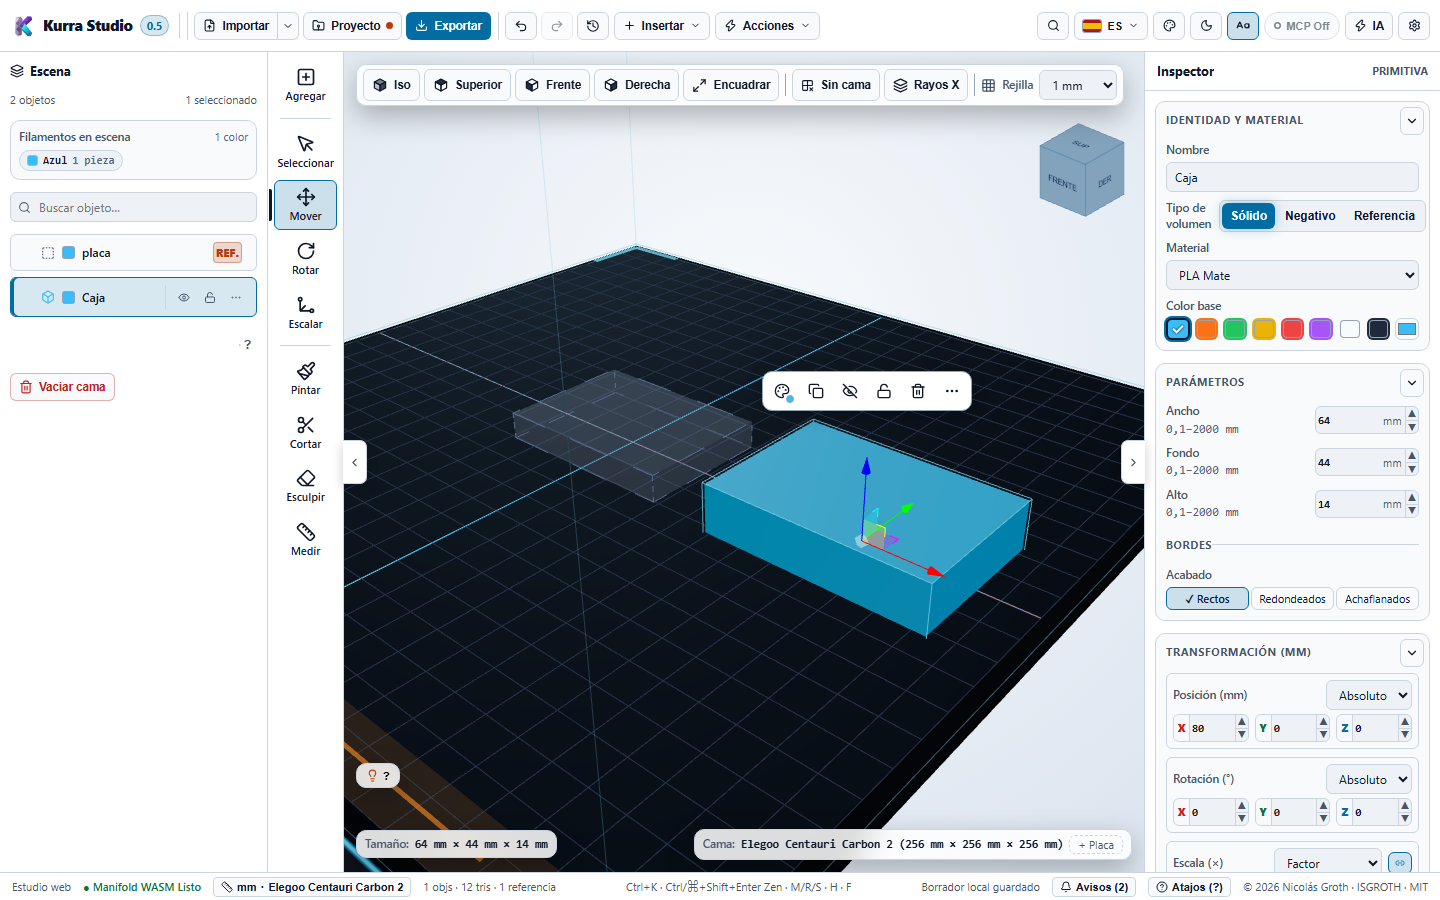 Kurra Studio 0.5
Importar
Proyecto
Exportar
Insertar
Acciones
ES
Aa
MCP Off
IA
Escena
2 objetos
1 seleccionado
Filamentos en escena
1 color
Azul 1 pieza
Buscar objeto...
placa
REF.
Caja
?
Vaciar cama
Agregar
Seleccionar
Mover
Rotar
Escalar
Pintar
Cortar
Esculpir
Medir
Iso
Superior
Frente
Derecha
Encuadrar
Sin cama
Rayos X
Rejilla
1 mm
SUP
FRENTE
DER
?
Tamaño: 64 mm × 44 mm × 14 mm
Cama: Elegoo Centauri Carbon 2 (256 mm × 256 mm × 256 mm)
+ Placa
Inspector
PRIMITIVA
IDENTIDAD Y MATERIAL
Nombre
Caja
Tipo de
volumen
Sólido
Negativo
Referencia
Material
PLA Mate
Color base
PARÁMETROS
Ancho
0,1–2000 mm
64 mm
Fondo
0,1–2000 mm
44 mm
Alto
0,1–2000 mm
14 mm
BORDES
Acabado
✓ Rectos
Redondeados
Achaflanados
TRANSFORMACIÓN (MM)
Posición (mm)
Absoluto
X 80
Y 0
Z 0
Rotación (°)
Absoluto
X 0
Y 0
Z 0
Escala (×)
Factor
Estudio web
● Manifold WASM Listo
mm · Elegoo Centauri Carbon 2
1 objs · 12 tris · 1 referencia
Ctrl+K · Ctrl/⌘+Shift+Enter Zen · M/R/S · H · F
Borrador local guardado
Avisos (2)
Atajos (?)
© 2026 Nicolás Groth · ISGROTH · MIT